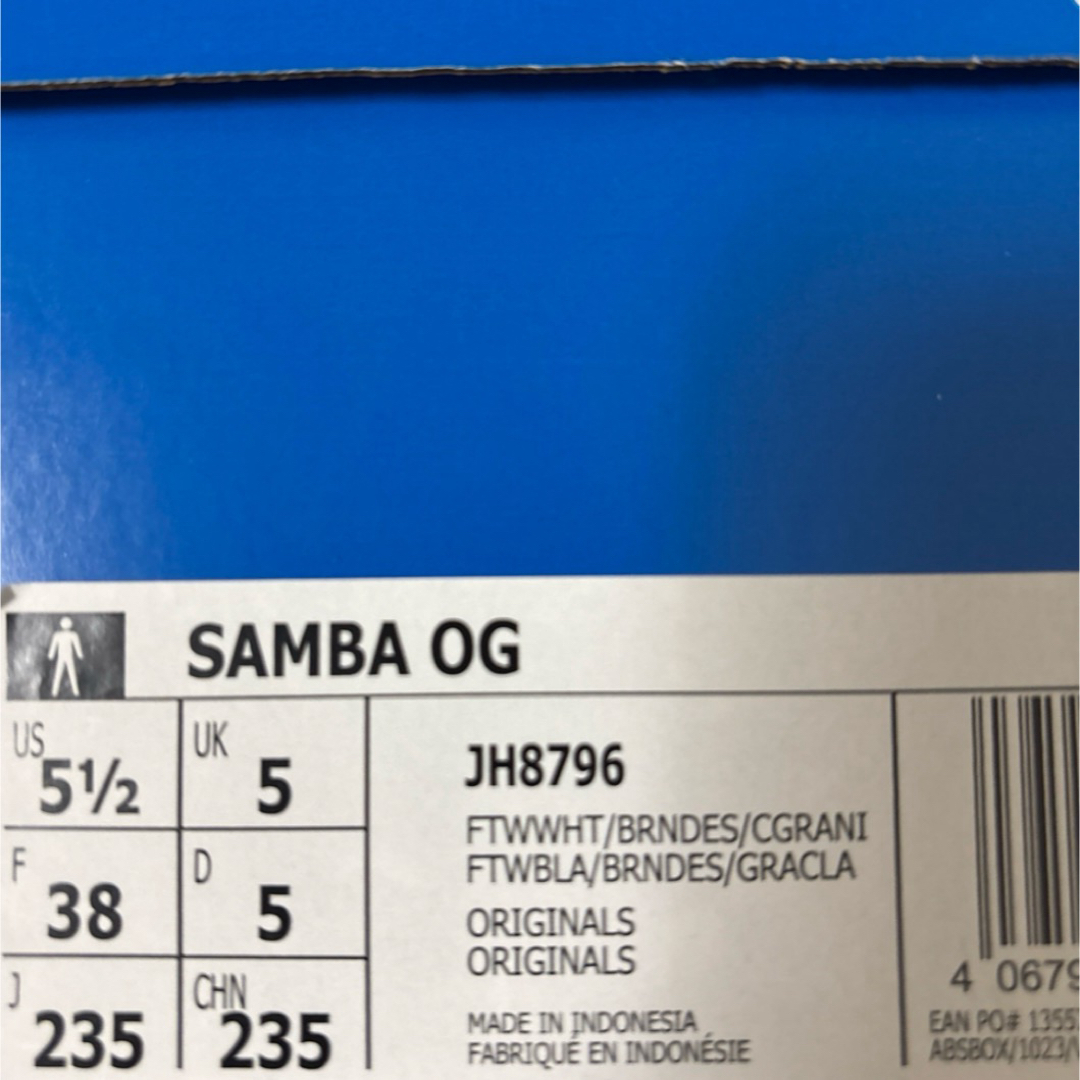 SAMBA OG
US 5½ UK 5
F 38 D 5
J 235 CHN 235
JH8796
FTWWHT/BRNDES/CGRANI
FTWBLA/BRNDES/GRACLA
ORIGINALS
ORIGINALS
MADE IN INDONESIA
FABRIQUÉ EN INDONÉSIE
4 0679
EAN PO# 1355
ABSBOX/1023/